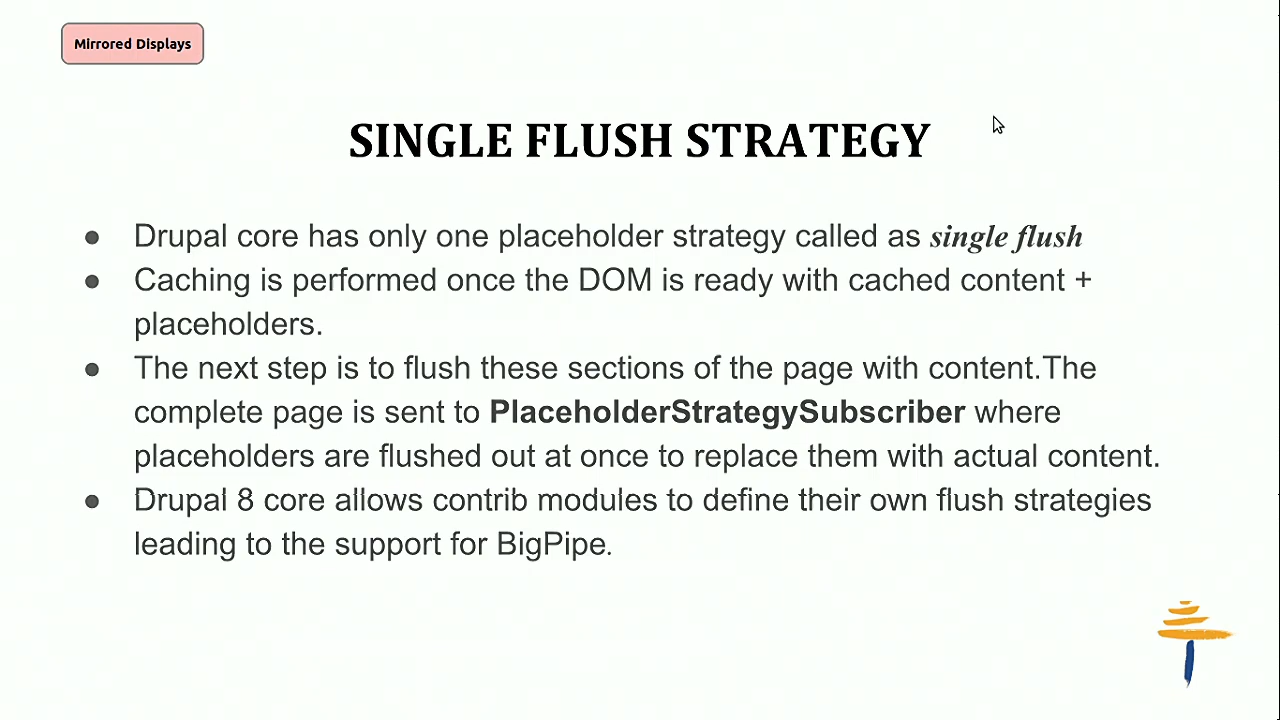 Mirrored Displays
SINGLE FLUSH STRATEGY
● Drupal core has only one placeholder strategy called as single flush
● Caching is performed once the DOM is ready with cached content +
placeholders.
● The next step is to flush these sections of the page with content.The
complete page is sent to PlaceholderStrategySubscriber where
placeholders are flushed out at once to replace them with actual content.
● Drupal 8 core allows contrib modules to define their own flush strategies
leading to the support for BigPipe.